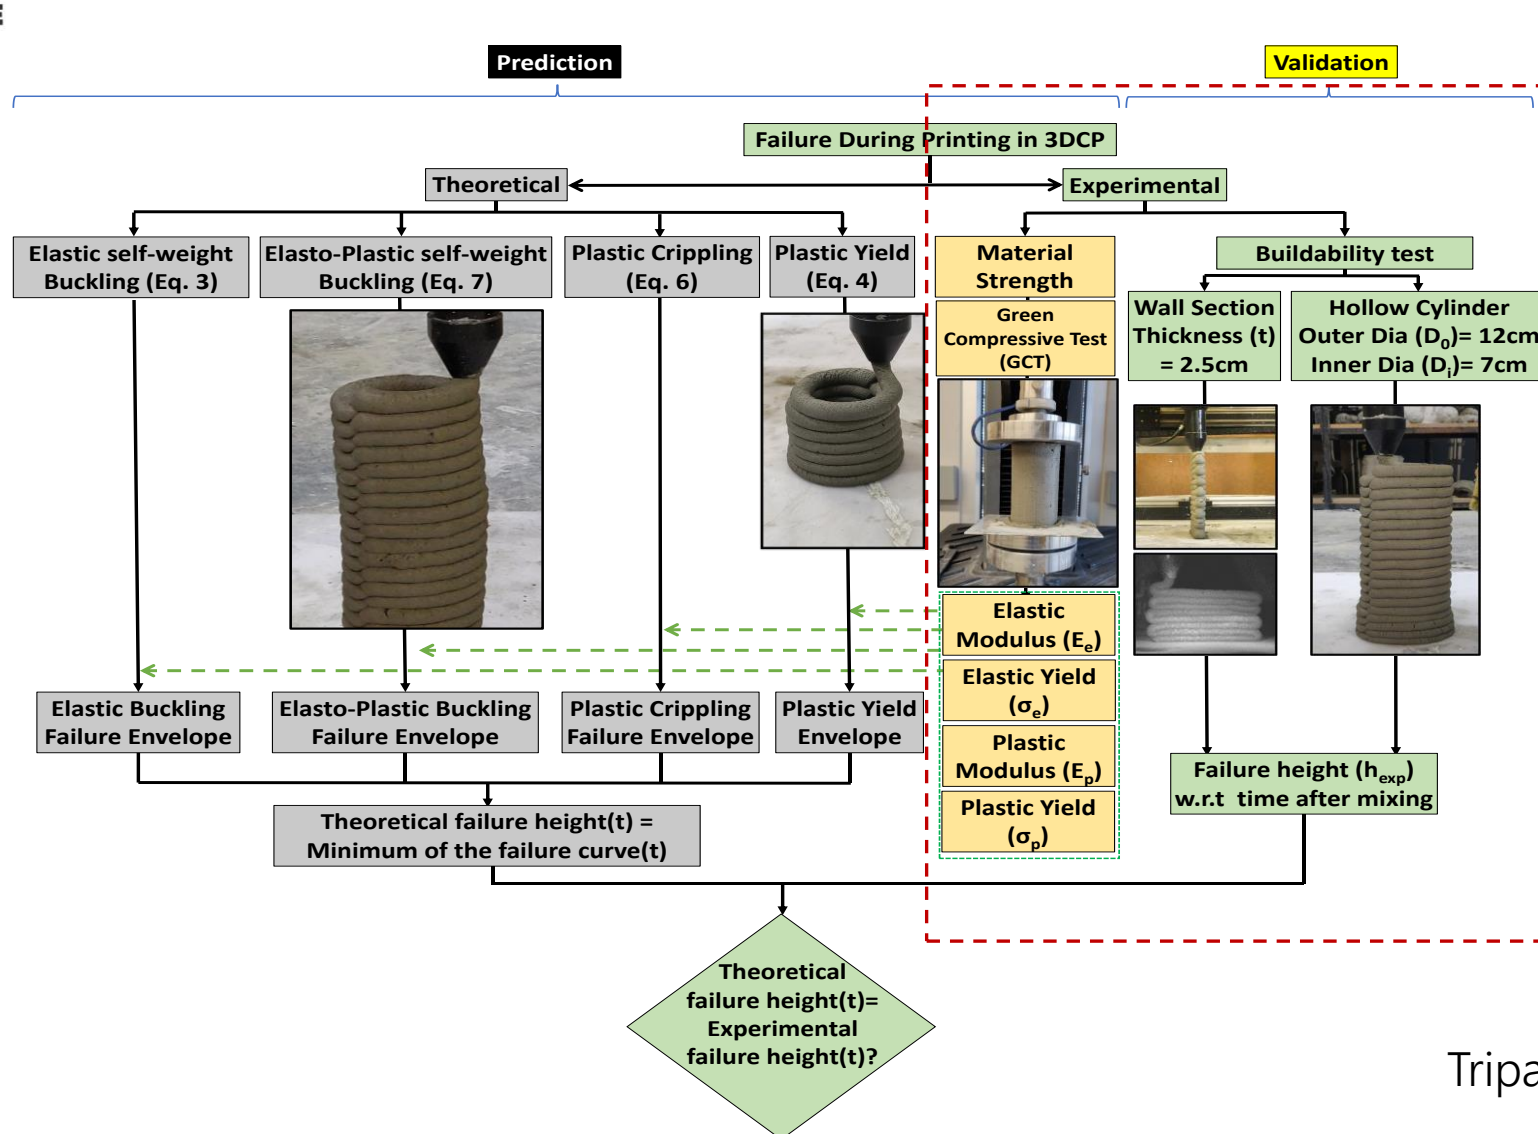 Prediction
Validation
Failure During Printing in 3DCP
Theoretical
Experimental
Elastic self-weight
Buckling (Eq. 3)
Elasto-Plastic self-weight
Buckling (Eq. 7)
Plastic Crippling
(Eq. 6)
Plastic Yield
(Eq. 4)
Material
Strength
Buildability test
Green
Compressive Test
(GCT)
Wall Section
Thickness (t)
= 2.5cm
Hollow Cylinder
Outer Dia (D₀)= 12cm
Inner Dia (Dᵢ)= 7cm
Elastic
Modulus (Eₑ)
Elastic Yield
(σₑ)
Plastic
Modulus (Eₚ)
Plastic Yield
(σₚ)
Elastic Buckling
Failure Envelope
Elasto-Plastic Buckling
Failure Envelope
Plastic Crippling
Failure Envelope
Plastic Yield
Envelope
Failure height (hₑₓₚ)
w.r.t time after mixing
Theoretical failure height(t) =
Minimum of the failure curve(t)
Theoretical
failure height(t)=
Experimental
failure height(t)?
Tripa